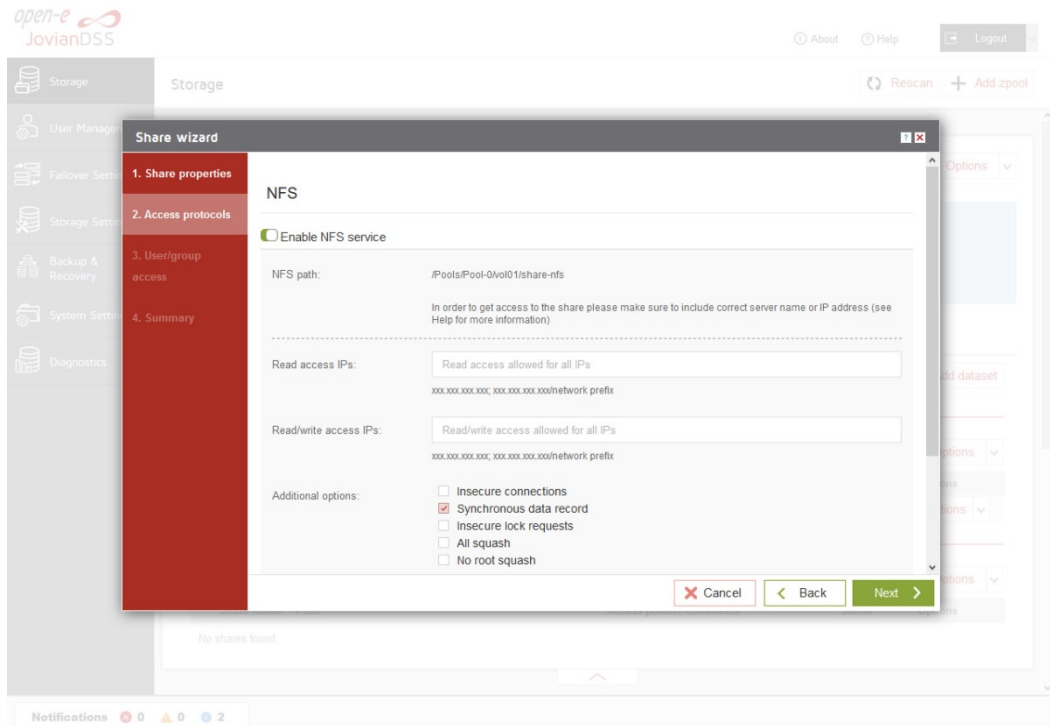 open-e
JovianDSS
About
Help
Logout
Storage
Storage
Rescan
Add zpool
User Manage
Share wizard
Options
Failover Settin
1. Share properties
NFS
Storage Settin
2. Access protocols
Enable NFS service
Backup &
Recovery
3. User/group
access
NFS path: /Pools/Pool-0/vol01/share-nfs
In order to get access to the share please make sure to include correct server name or IP address (see
Help for more information)
System Settin
4. Summary
Diagnostics
Read access IPs: Read access allowed for all IPs
dd dataset
xxx.xxx.xxx.xxx; xxx.xxx.xxx.xxx/network prefix
Read/write access IPs: Read/write access allowed for all IPs
ptions
xxx.xxx.xxx.xxx; xxx.xxx.xxx.xxx/network prefix
Additional options:
Insecure connections
Synchronous data record
tions
Insecure lock requests
All squash
No root squash
ptions
Cancel
Back
Next
No shares found.
Notifications 0 0 2